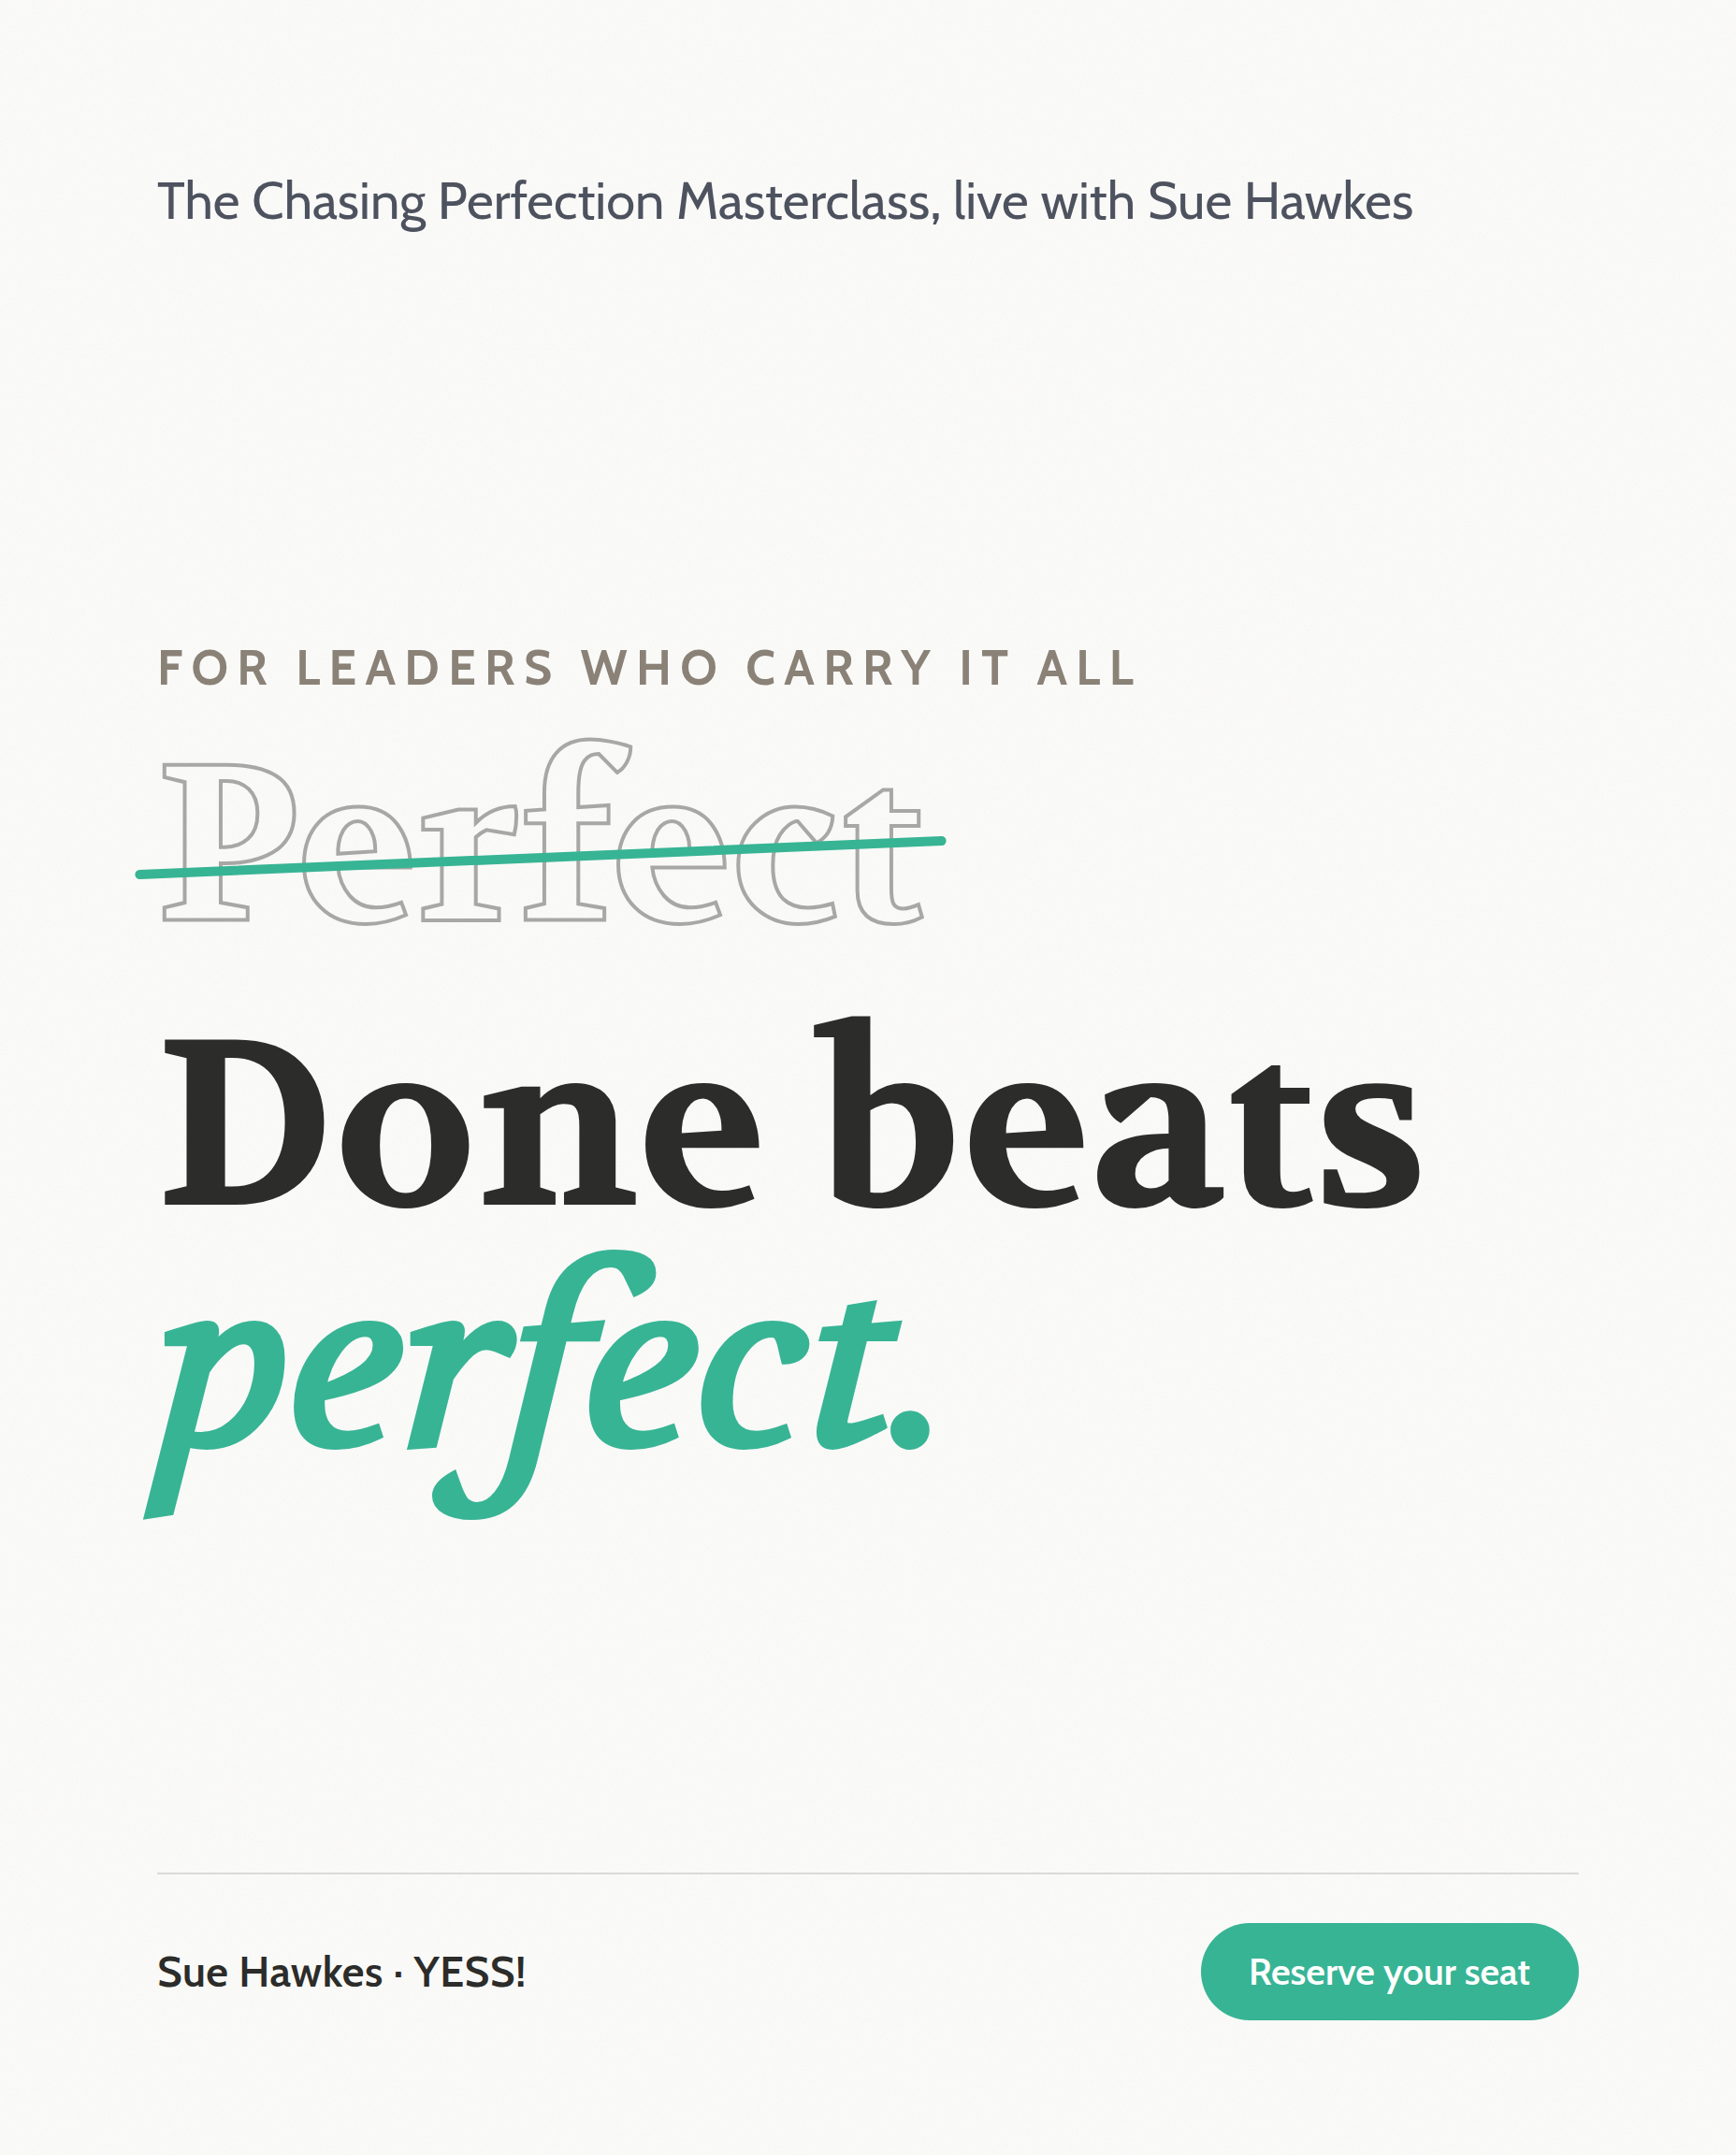 The Chasing Perfection Masterclass, live with Sue Hawkes
FOR LEADERS WHO CARRY IT ALL
Perfect
Done beats
perfect.
Sue Hawkes · YESS!
Reserve your seat